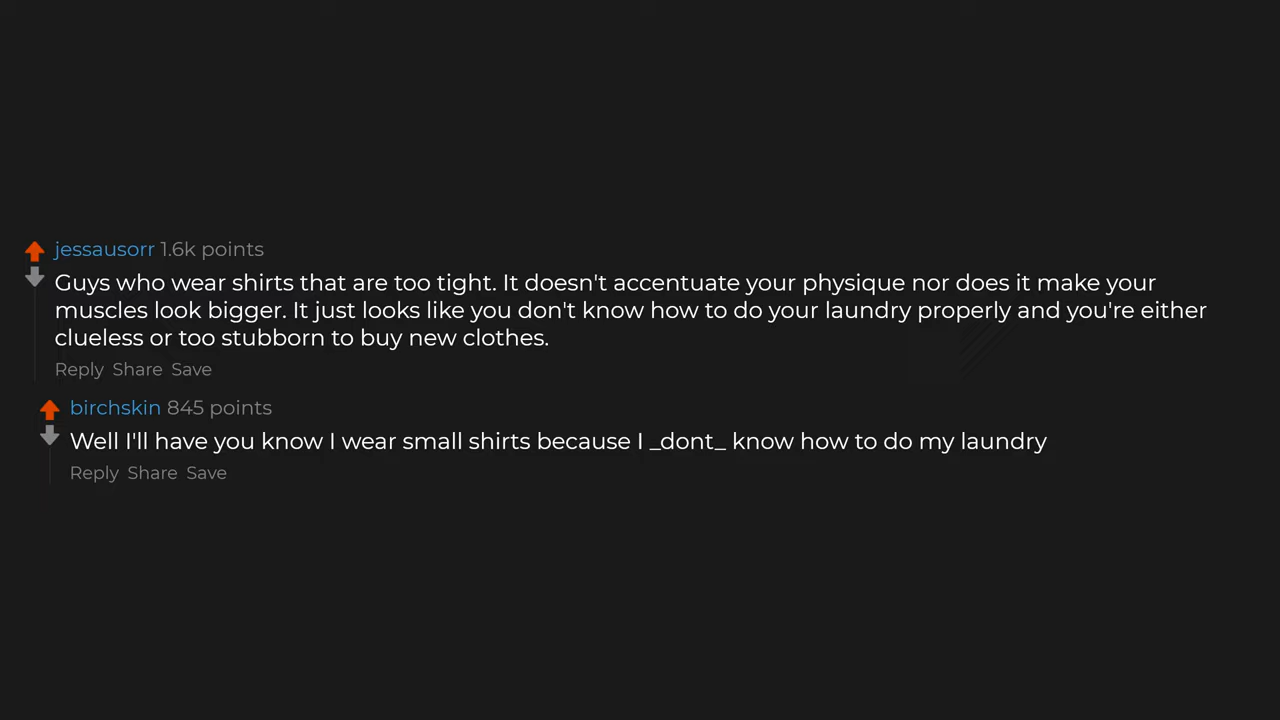 jessausorr 1.6k points
Guys who wear shirts that are too tight. It doesn't accentuate your physique nor does it make your
muscles look bigger. It just looks like you don't know how to do your laundry properly and you're either
clueless or too stubborn to buy new clothes.
Reply Share Save
birchskin 845 points
Well I'll have you know I wear small shirts because I _dont_ know how to do my laundry
Reply Share Save